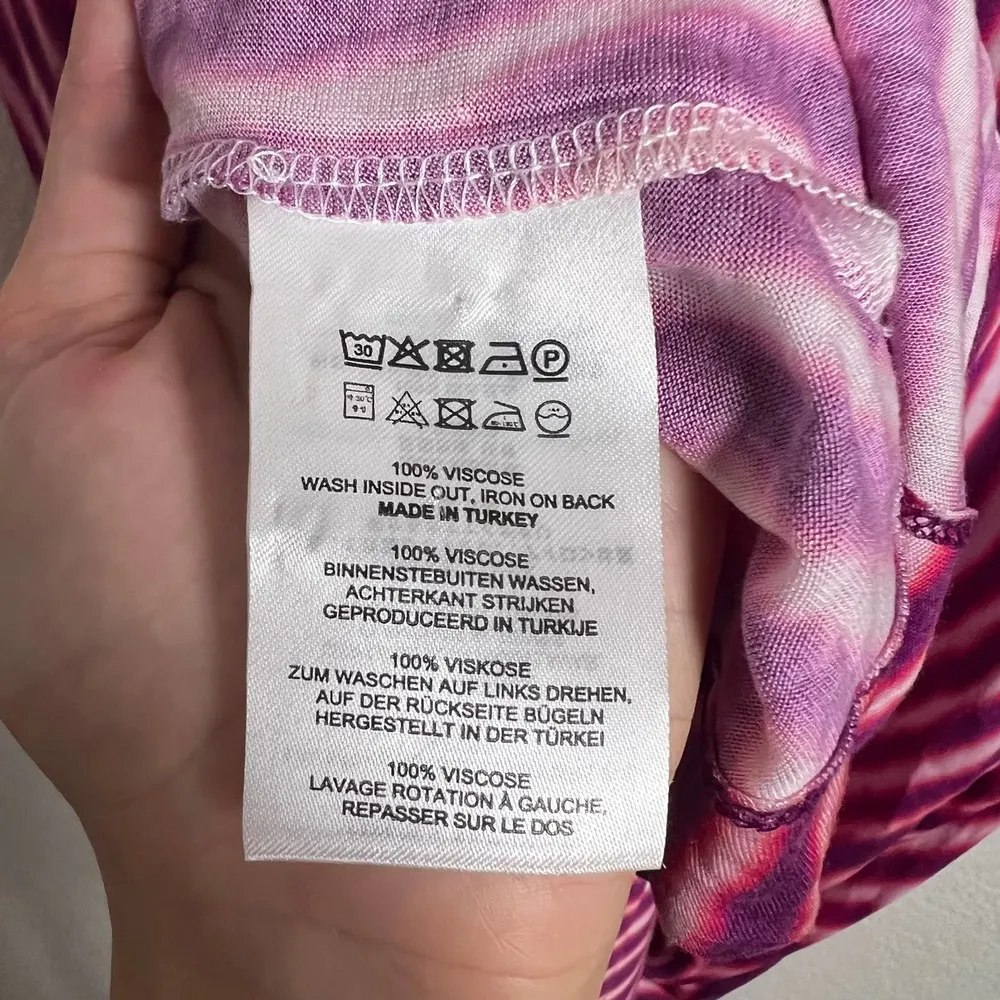 30
P
100% VISCOSE
WASH INSIDE OUT, IRON ON BACK
MADE IN TURKEY
100% VISCOSE
BINNENSTEBUITEN WASSEN,
ACHTERKANT STRIJKEN
GEPRODUCEERD IN TURKIJE
100% VISKOSE
ZUM WASCHEN AUF LINKS DREHEN,
AUF DER RÜCKSEITE BÜGELN
HERGESTELLT IN DER TÜRKEI
100% VISCOSE
LAVAGE ROTATION À GAUCHE,
REPASSER SUR LE DOS